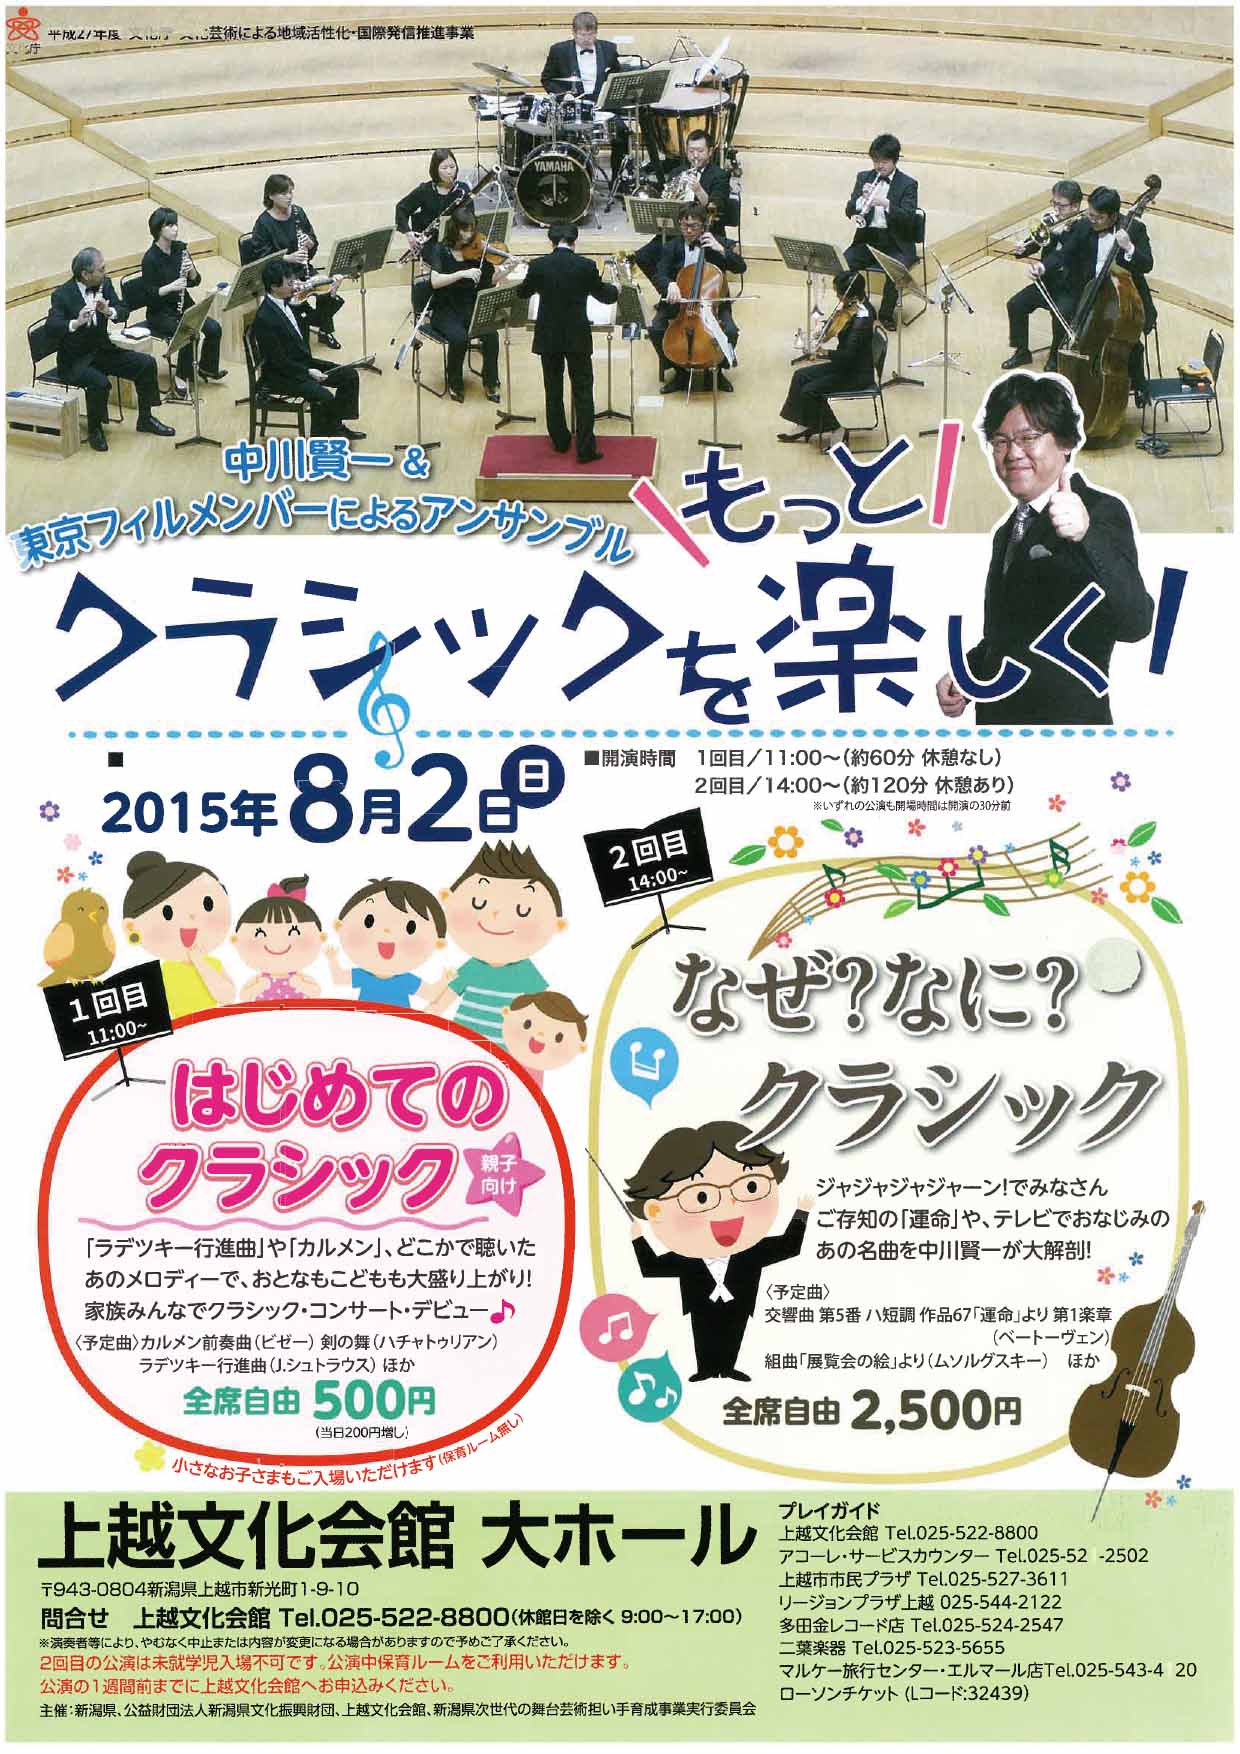 平成27年度 文化庁 文化芸術による地域活性化・国際発信推進事業
YAMAHA
中川賢一 &
東京フィルメンバーによるアンサンブル
もっと
クラシックを楽しく!
2015年8月2日 日
■開演時間 1回目／11:00～（約60分 休憩なし）
2回目／14:00～（約120分 休憩あり）
※いずれの公演も開場時間は開演の30分前
1回目
11:00~
はじめての
クラシック
親子
向け
「ラデツキー行進曲」や「カルメン」、どこかで聴いた
あのメロディーで、おとなもこどもも大盛り上がり!
家族みんなでクラシック・コンサート・デビュー♪
〈予定曲〉カルメン前奏曲（ビゼー） 剣の舞（ハチャトゥリアン）
ラデツキー行進曲（J.シュトラウス） ほか
全席自由 500円
（当日200円増し）
小さなお子さまもご入場いただけます（保育ルーム無し）
2回目
14:00~
なぜ?なに?
クラシック
ジャジャジャジャーン!でみなさん
ご存知の「運命」や、テレビでおなじみの
あの名曲を中川賢一が大解剖!
〈予定曲〉
交響曲 第5番 ハ短調 作品67「運命」より 第1楽章
（ベートーヴェン）
組曲「展覧会の絵」より（ムソルグスキー） ほか
全席自由 2,500円
上越文化会館 大ホール
〒943-0804新潟県上越市新光町1-9-10
問合せ 上越文化会館 Tel.025-522-8800（休館日を除く 9:00～17:00）
※演奏者等により、やむなく中止または内容が変更になる場合がありますので予めご了承ください。
2回目の公演は未就学児入場不可です。公演中保育ルームをご利用いただけます。
公演の1週間前までに上越文化会館へお申込みください。
主催：新潟県、公益財団法人新潟県文化振興財団、上越文化会館、新潟県次世代の舞台芸術担い手育成事業実行委員会
プレイガイド
上越文化会館 Tel.025-522-8800
アコーレ・サービスカウンター Tel.025-52 -2502
上越市市民プラザ Tel.025-527-3611
リージョンプラザ上越 025-544-2122
多田金レコード店 Tel.025-524-2547
二葉楽器 Tel.025-523-5655
マルケー旅行センター・エルマール店Tel.025-543-4 20
ローソンチケット (Lコード:32439)